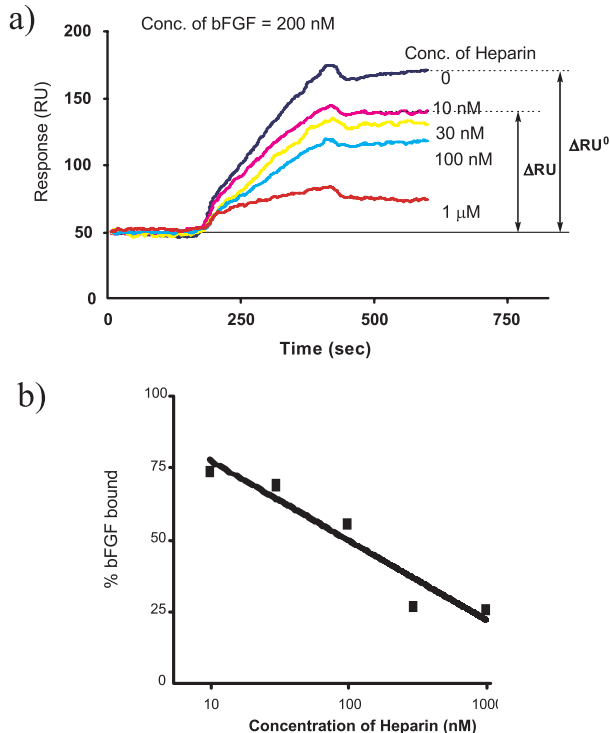 a)
Conc. of bFGF = 200 nM
200
150
100
50
0
Response (RU)
Conc. of Heparin
0
10 nM
30 nM
100 nM
1 μM
ΔRU
ΔRU⁰
0
250
500
750
Time (sec)
b)
100
75
50
25
0
% bFGF bound
10
100
1000
Concentration of Heparin (nM)